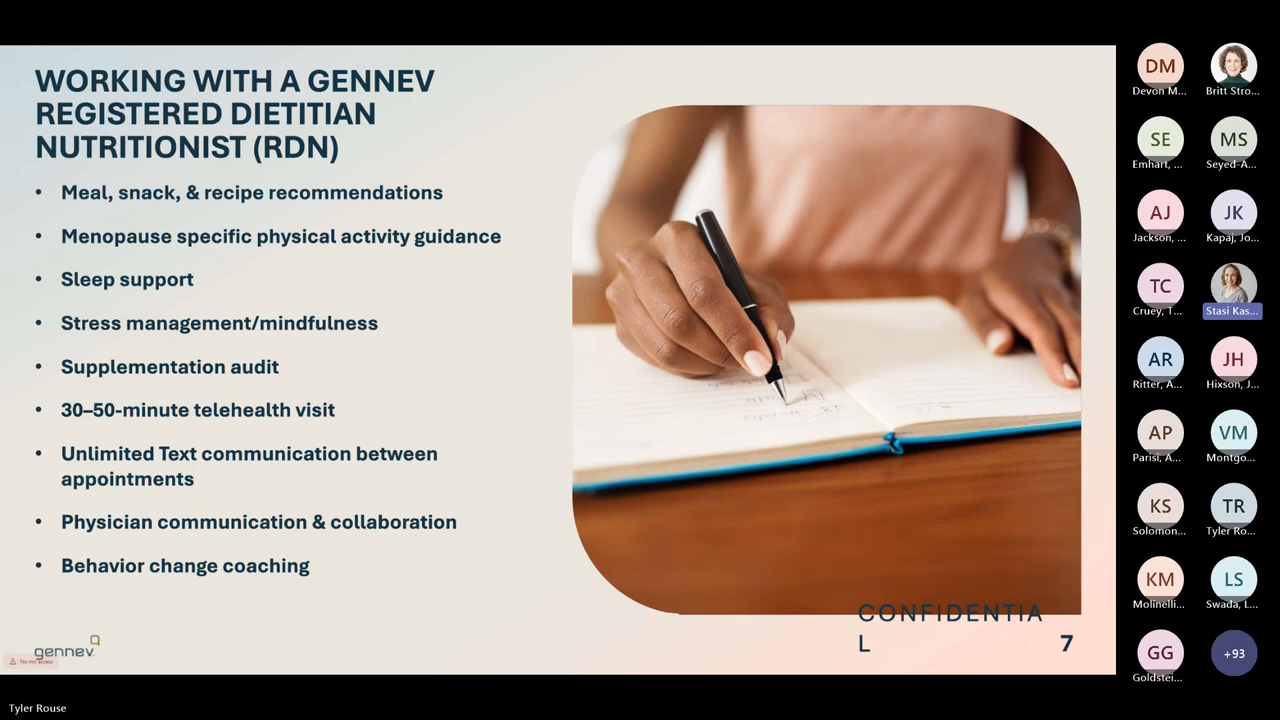 WORKING WITH A GENNEV
REGISTERED DIETITIAN
NUTRITIONIST (RDN)
• Meal, snack, & recipe recommendations
• Menopause specific physical activity guidance
• Sleep support
• Stress management/mindfulness
• Supplementation audit
• 30–50-minute telehealth visit
• Unlimited Text communication between
appointments
• Physician communication & collaboration
• Behavior change coaching
CONFIDENTIA
L
7
gennev
No mic access
Tyler Rouse
DM
Devon M...
Britt Stro...
SE
Emhart, ...
MS
Seyed-A...
AJ
Jackson, ...
JK
Kapaj, Jo...
TC
Cruey, T...
Stasi Kas...
AR
Ritter, A...
JH
Hixson, J...
AP
Parisi, A...
VM
Montgo...
KS
Solomon...
TR
Tyler Ro...
KM
Molinelli...
LS
Swada, L...
GG
Goldstei...
+93